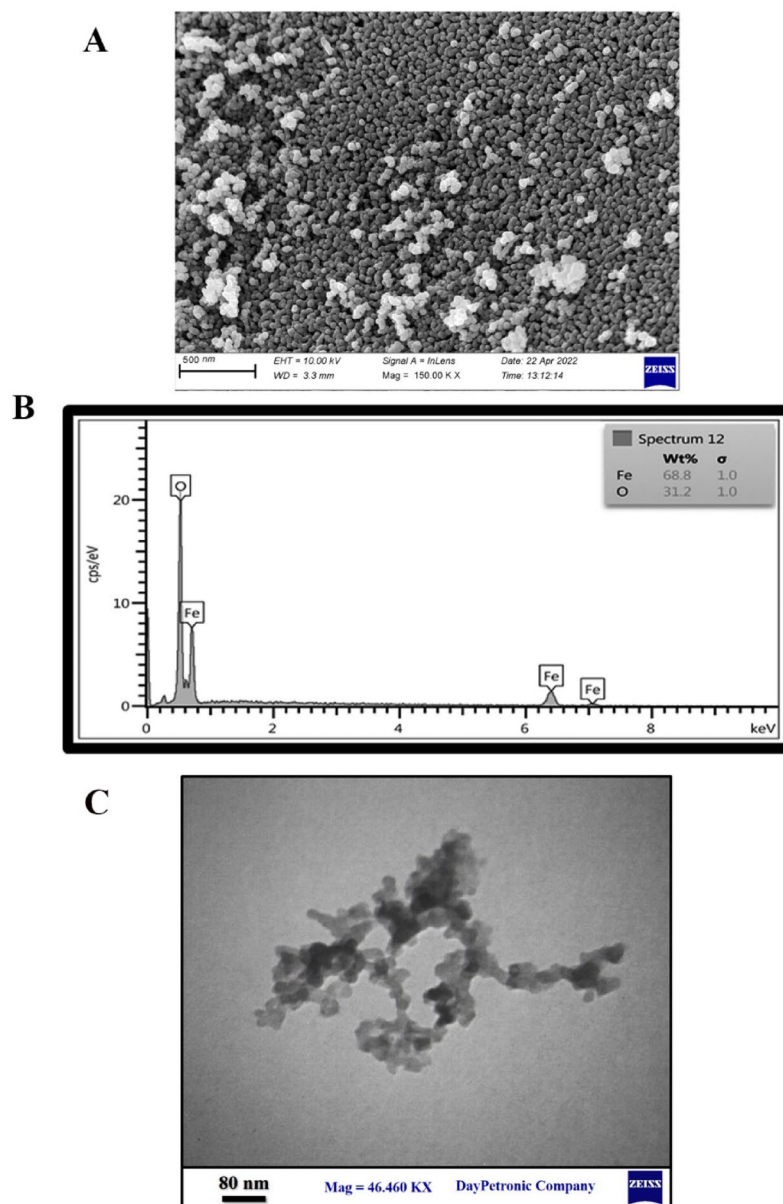 A
500 nm
EHT = 10.00 kV
WD = 3.3 mm
Signal A = InLens
Mag = 150.00 K X
Date: 22 Apr 2022
Time: 13:12:14
ZEISS
B
Spectrum 12
Wt% σ
Fe 68.8 1.0
O 31.2 1.0
cps/eV
20
10
0
O
Fe
Fe
Fe
0 2 4 6 8 keV
C
80 nm
Mag = 46.460 KX
DayPetronic Company
ZEISS